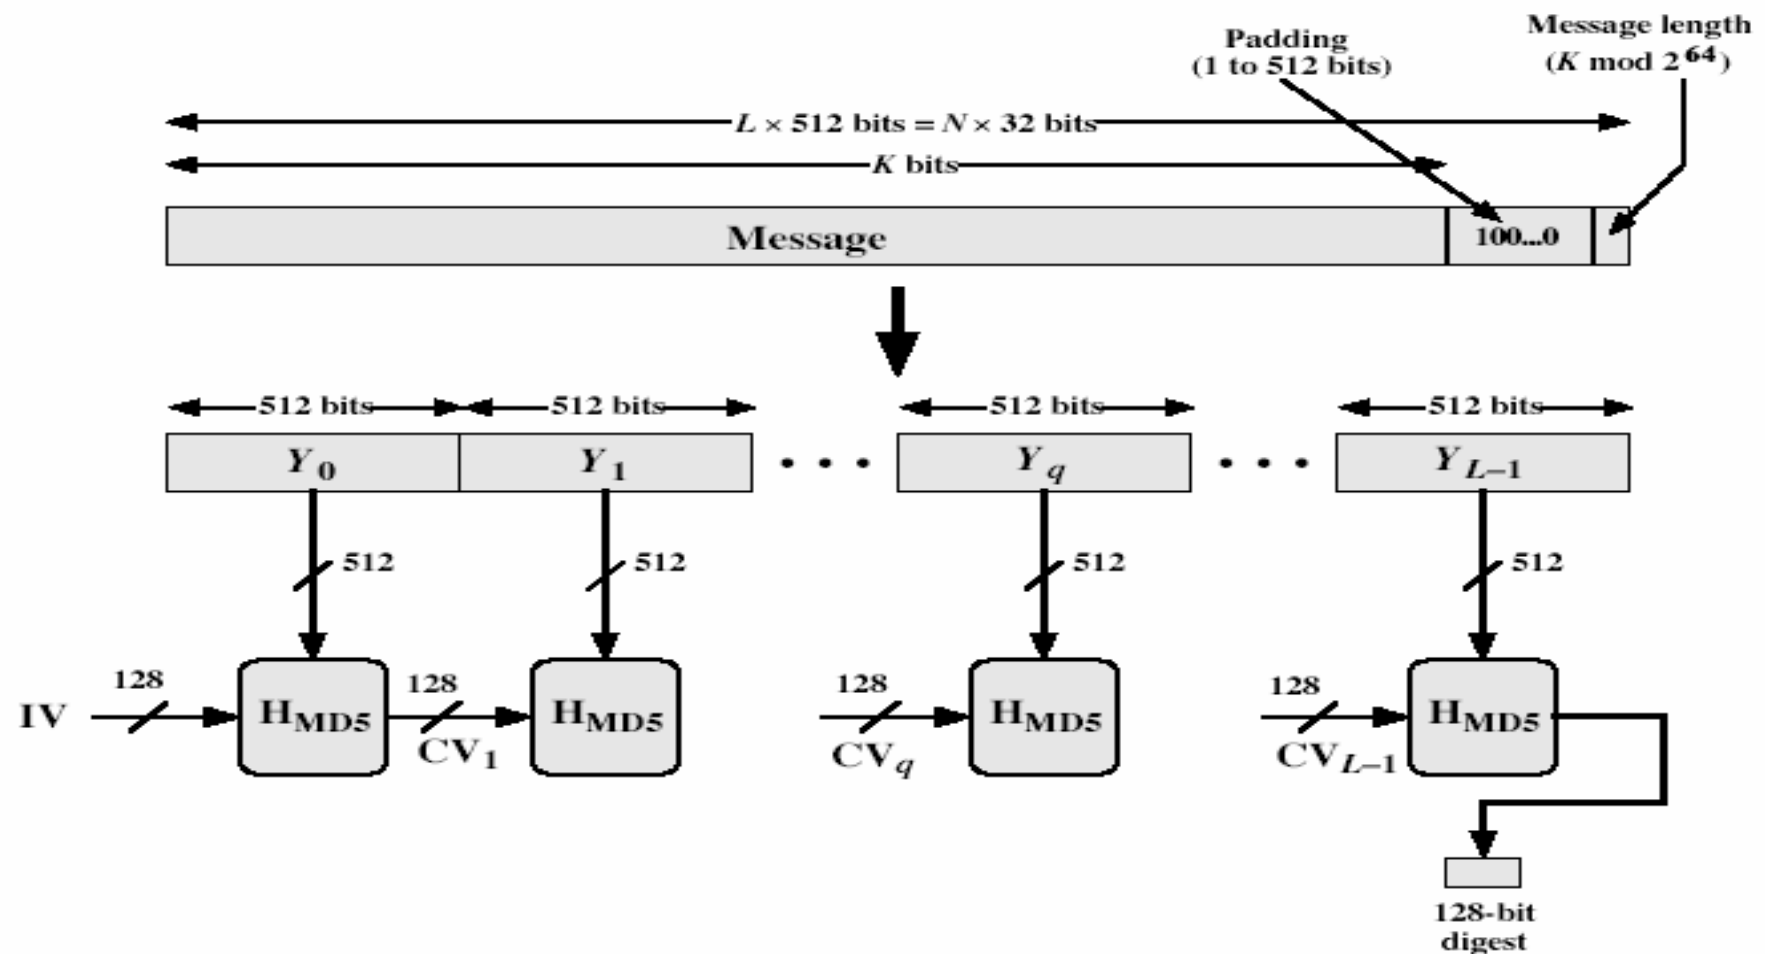 Padding
(1 to 512 bits)
Message length
(K mod 2^64)
L × 512 bits = N × 32 bits
K bits
Message
100...0
512 bits
512 bits
512 bits
512 bits
Y0
Y1
• • •
Yq
• • •
YL–1
512
512
512
512
IV
128
HMD5
128
CV1
HMD5
128
CVq
HMD5
128
CVL–1
HMD5
128-bit
digest